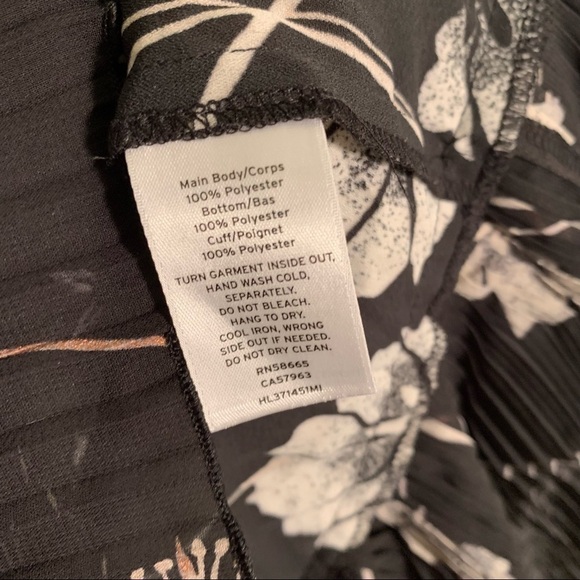 Main Body/Corps
100% Polyester
Bottom/Bas
100% Polyester
Cuff/Poignet
100% Polyester
TURN GARMENT INSIDE OUT,
HAND WASH COLD,
SEPARATELY.
DO NOT BLEACH.
HANG TO DRY.
COOL IRON, WRONG
SIDE OUT IF NEEDED.
DO NOT DRY CLEAN.
RN58665
CA57963
HL371451MI